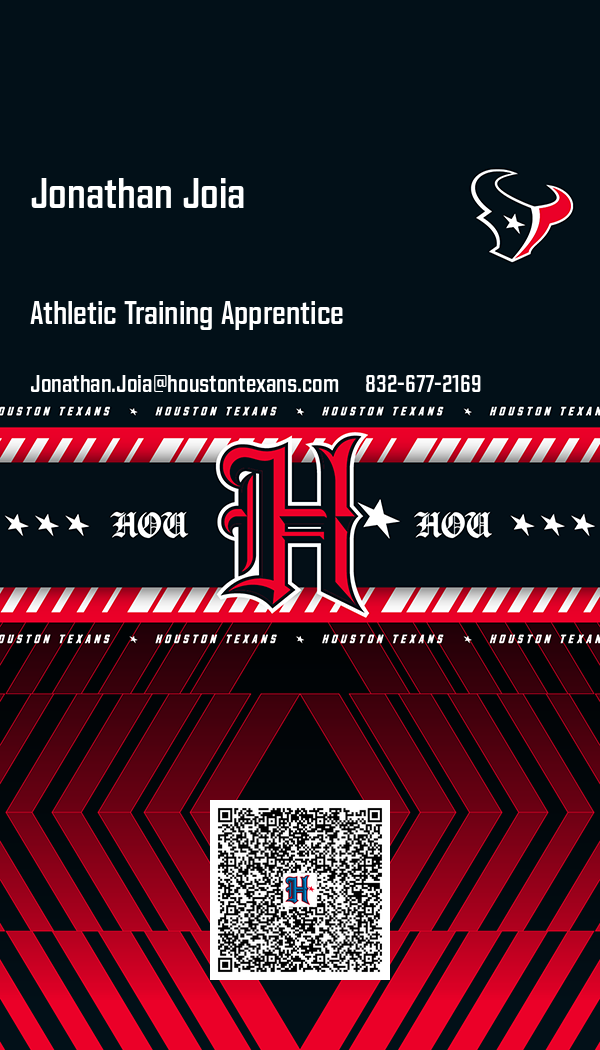 Jonathan Joia
Athletic Training Apprentice
Jonathan.Joia@houstontexans.com 832-677-2169
OUSTON TEXANS HOUSTON TEXANS HOUSTON TEXANS HOUSTON TEXAN
HOU H HOU
OUSTON TEXANS HOUSTON TEXANS HOUSTON TEXANS HOUSTON TEXAN
H